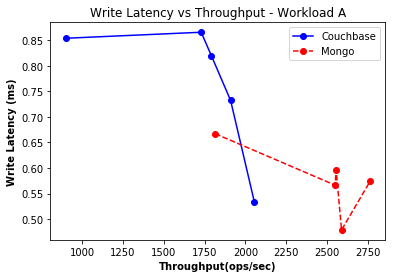 Write Latency vs Throughput - Workload A
Couchbase
Mongo
Write Latency (ms)
0.85
0.80
0.75
0.70
0.65
0.60
0.55
0.50
1000 1250 1500 1750 2000 2250 2500 2750
Throughput(ops/sec)